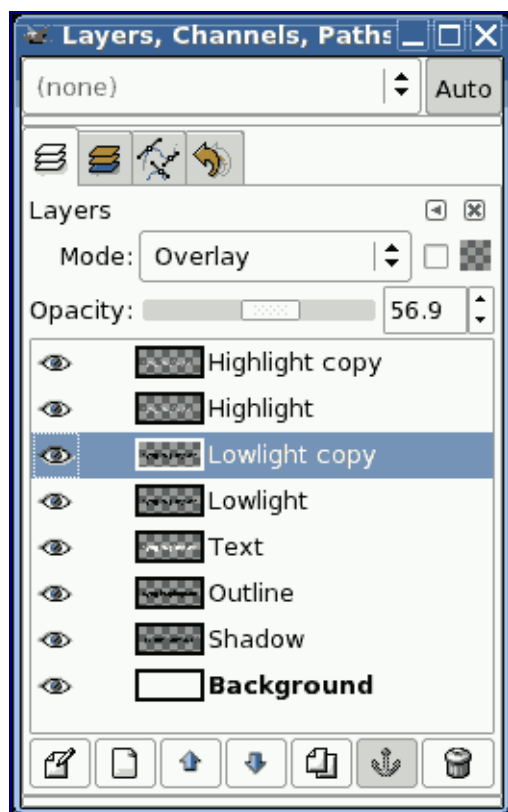 Layers, Channels, Paths
(none) Auto
Layers
Mode: Overlay
Opacity: 56.9
Highlight copy
Highlight
Lowlight copy
Lowlight
Text
Outline
Shadow
Background